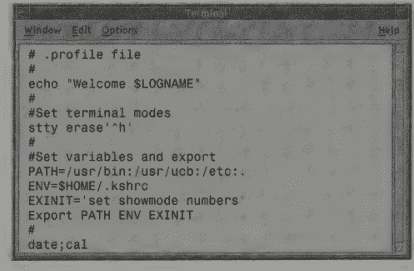 Terminal
Window Edit Options Help
# .profile file
#
echo "Welcome $LOGNAME"
#
#Set terminal modes
stty erase'^h'
#
#Set variables and export
PATH=/usr/bin:/usr/ucb:/etc:.
ENV=$HOME/.kshrc
EXINIT='set showmode numbers'
Export PATH ENV EXINIT
#
date;cal